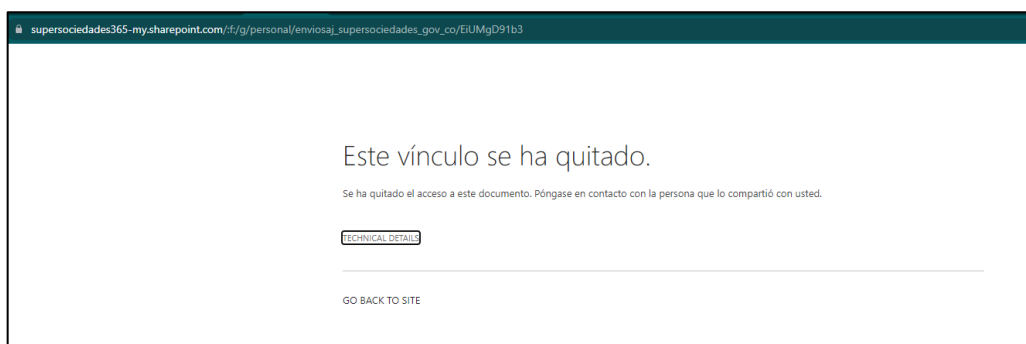 supersociedades365-my.sharepoint.com/:f:/g/personal/enviosaj_supersociedades_gov_co/EiUMgD91b3
Este vínculo se ha quitado.
Se ha quitado el acceso a este documento. Póngase en contacto con la persona que lo compartió con usted.
TECHNICAL DETAILS
GO BACK TO SITE